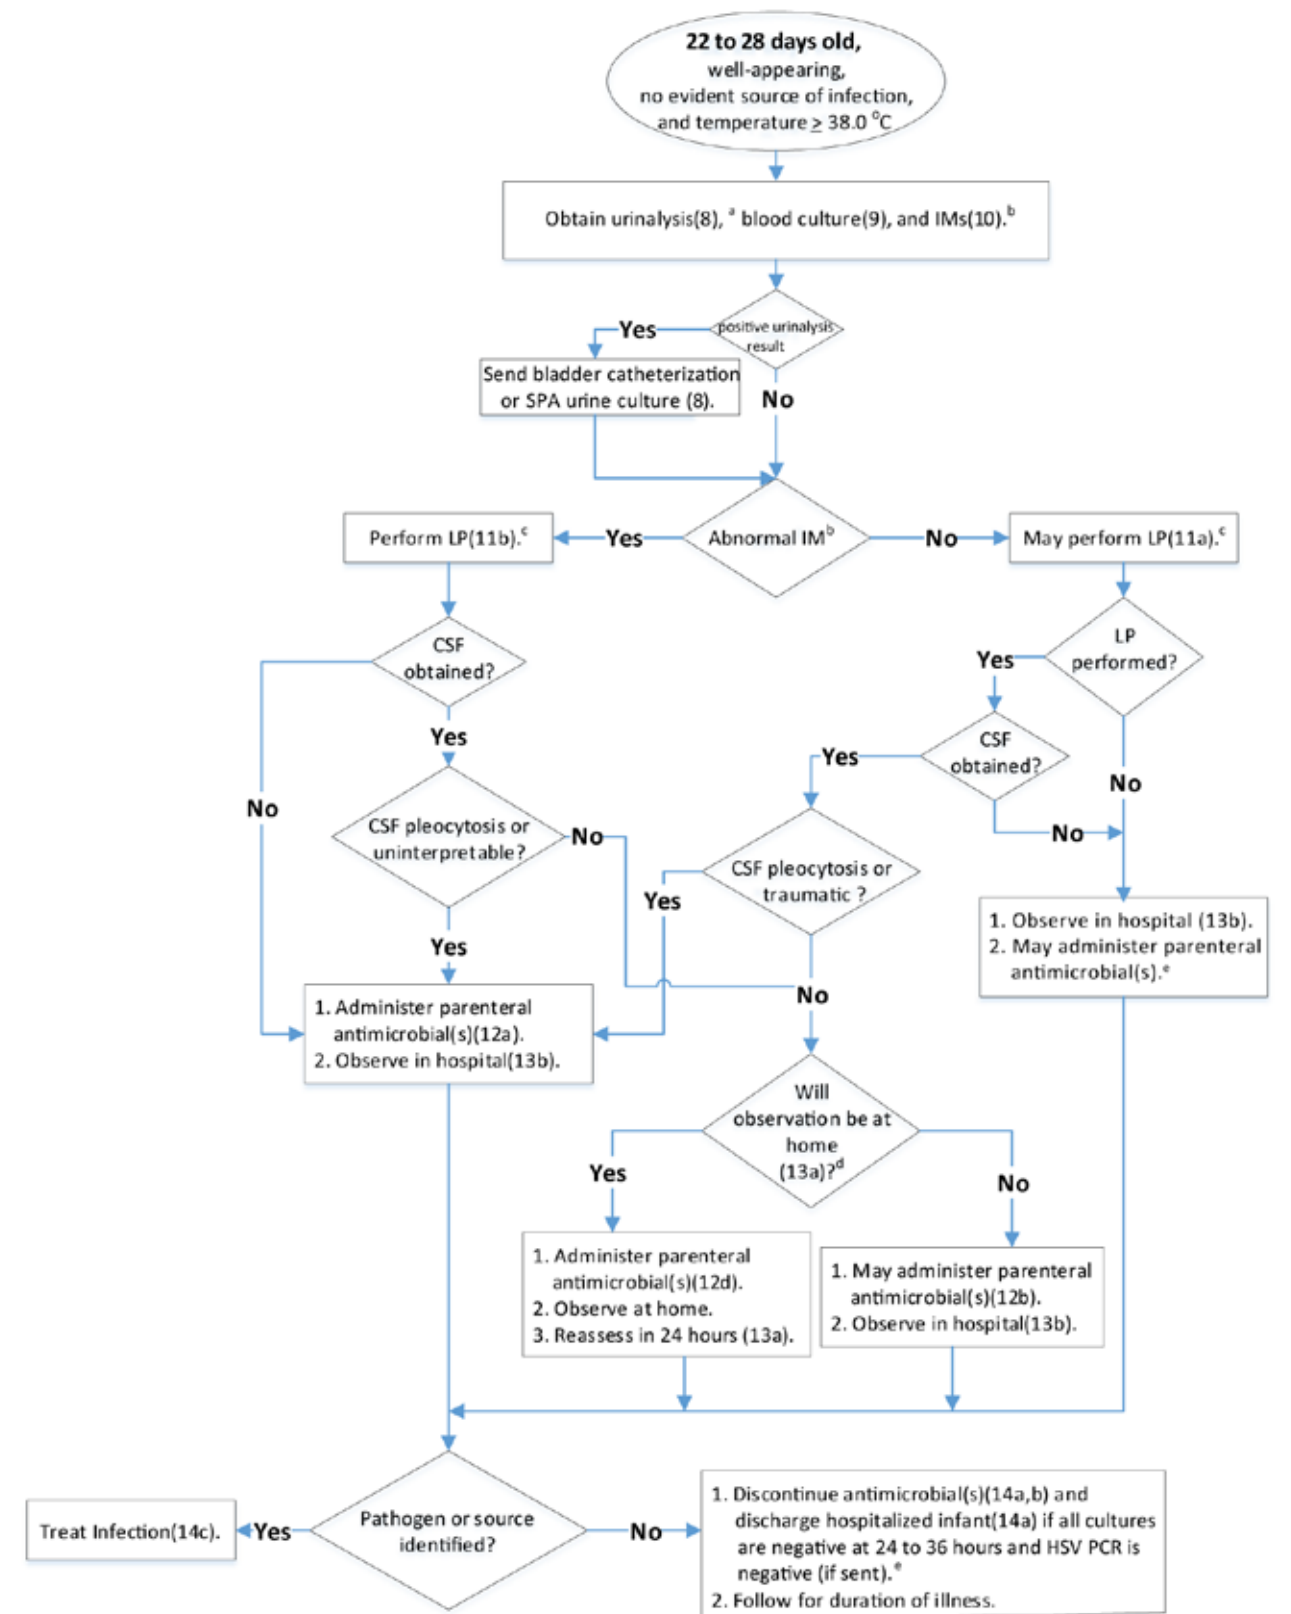 22 to 28 days old,
well-appearing,
no evident source of infection,
and temperature ≥ 38.0 °C
Obtain urinalysis(8), a blood culture(9), and IMs(10).b
positive urinalysis
result
Yes
Send bladder catheterization
or SPA urine culture (8).
No
Abnormal IMb
Yes
Perform LP(11b).c
No
May perform LP(11a).c
CSF
obtained?
No
Yes
CSF pleocytosis or
uninterpretable?
No
Yes
1. Administer parenteral
antimicrobial(s)(12a).
2. Observe in hospital(13b).
LP
performed?
Yes
No
CSF
obtained?
Yes
No
CSF pleocytosis or
traumatic ?
Yes
No
1. Observe in hospital (13b).
2. May administer parenteral
antimicrobial(s).e
Will
observation be at
home
(13a)?d
Yes
No
1. Administer parenteral
antimicrobial(s)(12d).
2. Observe at home.
3. Reassess in 24 hours (13a).
1. May administer parenteral
antimicrobial(s)(12b).
2. Observe in hospital(13b).
Pathogen or source
identified?
Yes
Treat Infection(14c).
No
1. Discontinue antimicrobial(s)(14a,b) and
discharge hospitalized infant(14a) if all cultures
are negative at 24 to 36 hours and HSV PCR is
negative (if sent).e
2. Follow for duration of illness.